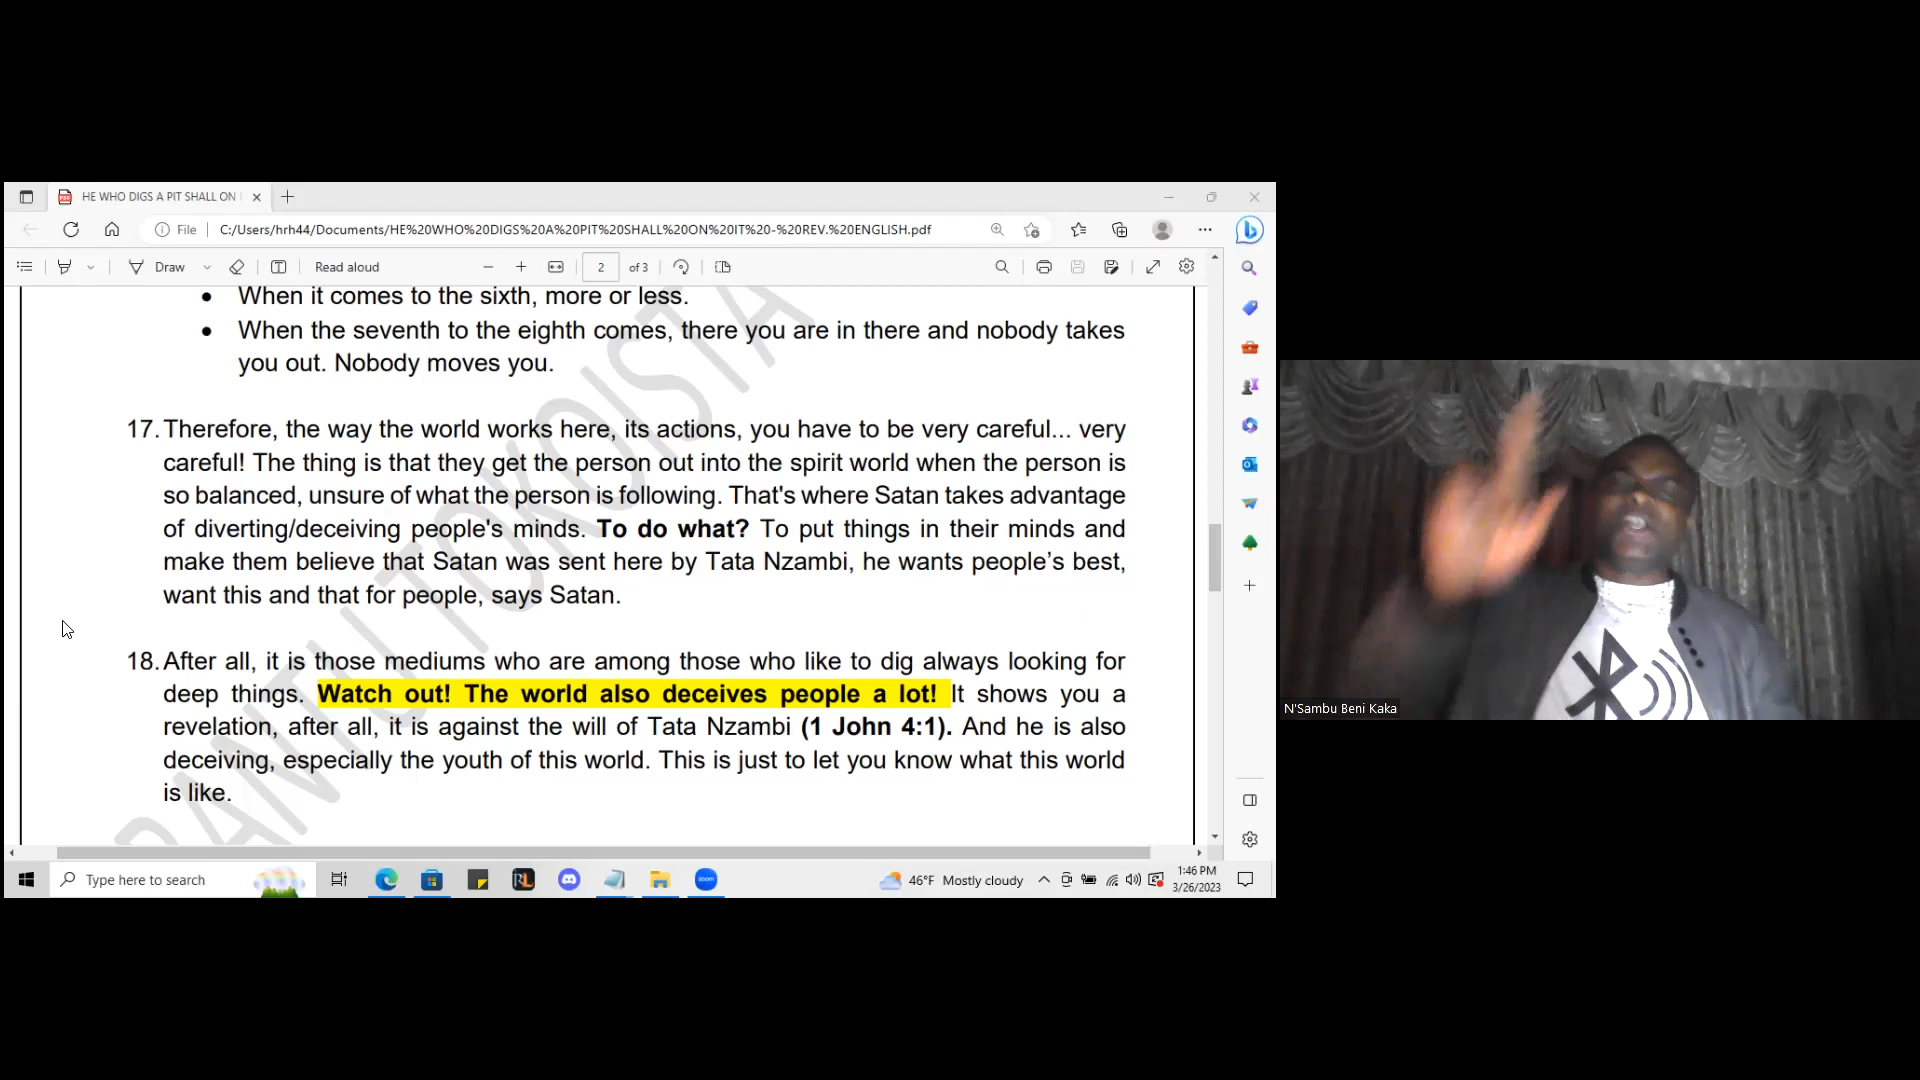 HE WHO DIGS A PIT SHALL ON
File
C:/Users/hrh44/Documents/HE%20WHO%20DIGS%20A%20PIT%20SHALL%20ON%20IT%20-%20REV.%20ENGLISH.pdf
Draw
Read aloud
2
of 3
• When it comes to the sixth, more or less.
• When the seventh to the eighth comes, there you are in there and nobody takes
you out. Nobody moves you.
17. Therefore, the way the world works here, its actions, you have to be very careful... very
careful! The thing is that they get the person out into the spirit world when the person is
so balanced, unsure of what the person is following. That's where Satan takes advantage
of diverting/deceiving people's minds. To do what? To put things in their minds and
make them believe that Satan was sent here by Tata Nzambi, he wants people’s best,
want this and that for people, says Satan.
18. After all, it is those mediums who are among those who like to dig always looking for
deep things. Watch out! The world also deceives people a lot! It shows you a
revelation, after all, it is against the will of Tata Nzambi (1 John 4:1). And he is also
deceiving, especially the youth of this world. This is just to let you know what this world
is like.
BANTU TOKOISTA
N'Sambu Beni Kaka
Type here to search
46°F Mostly cloudy
1:46 PM
3/26/2023